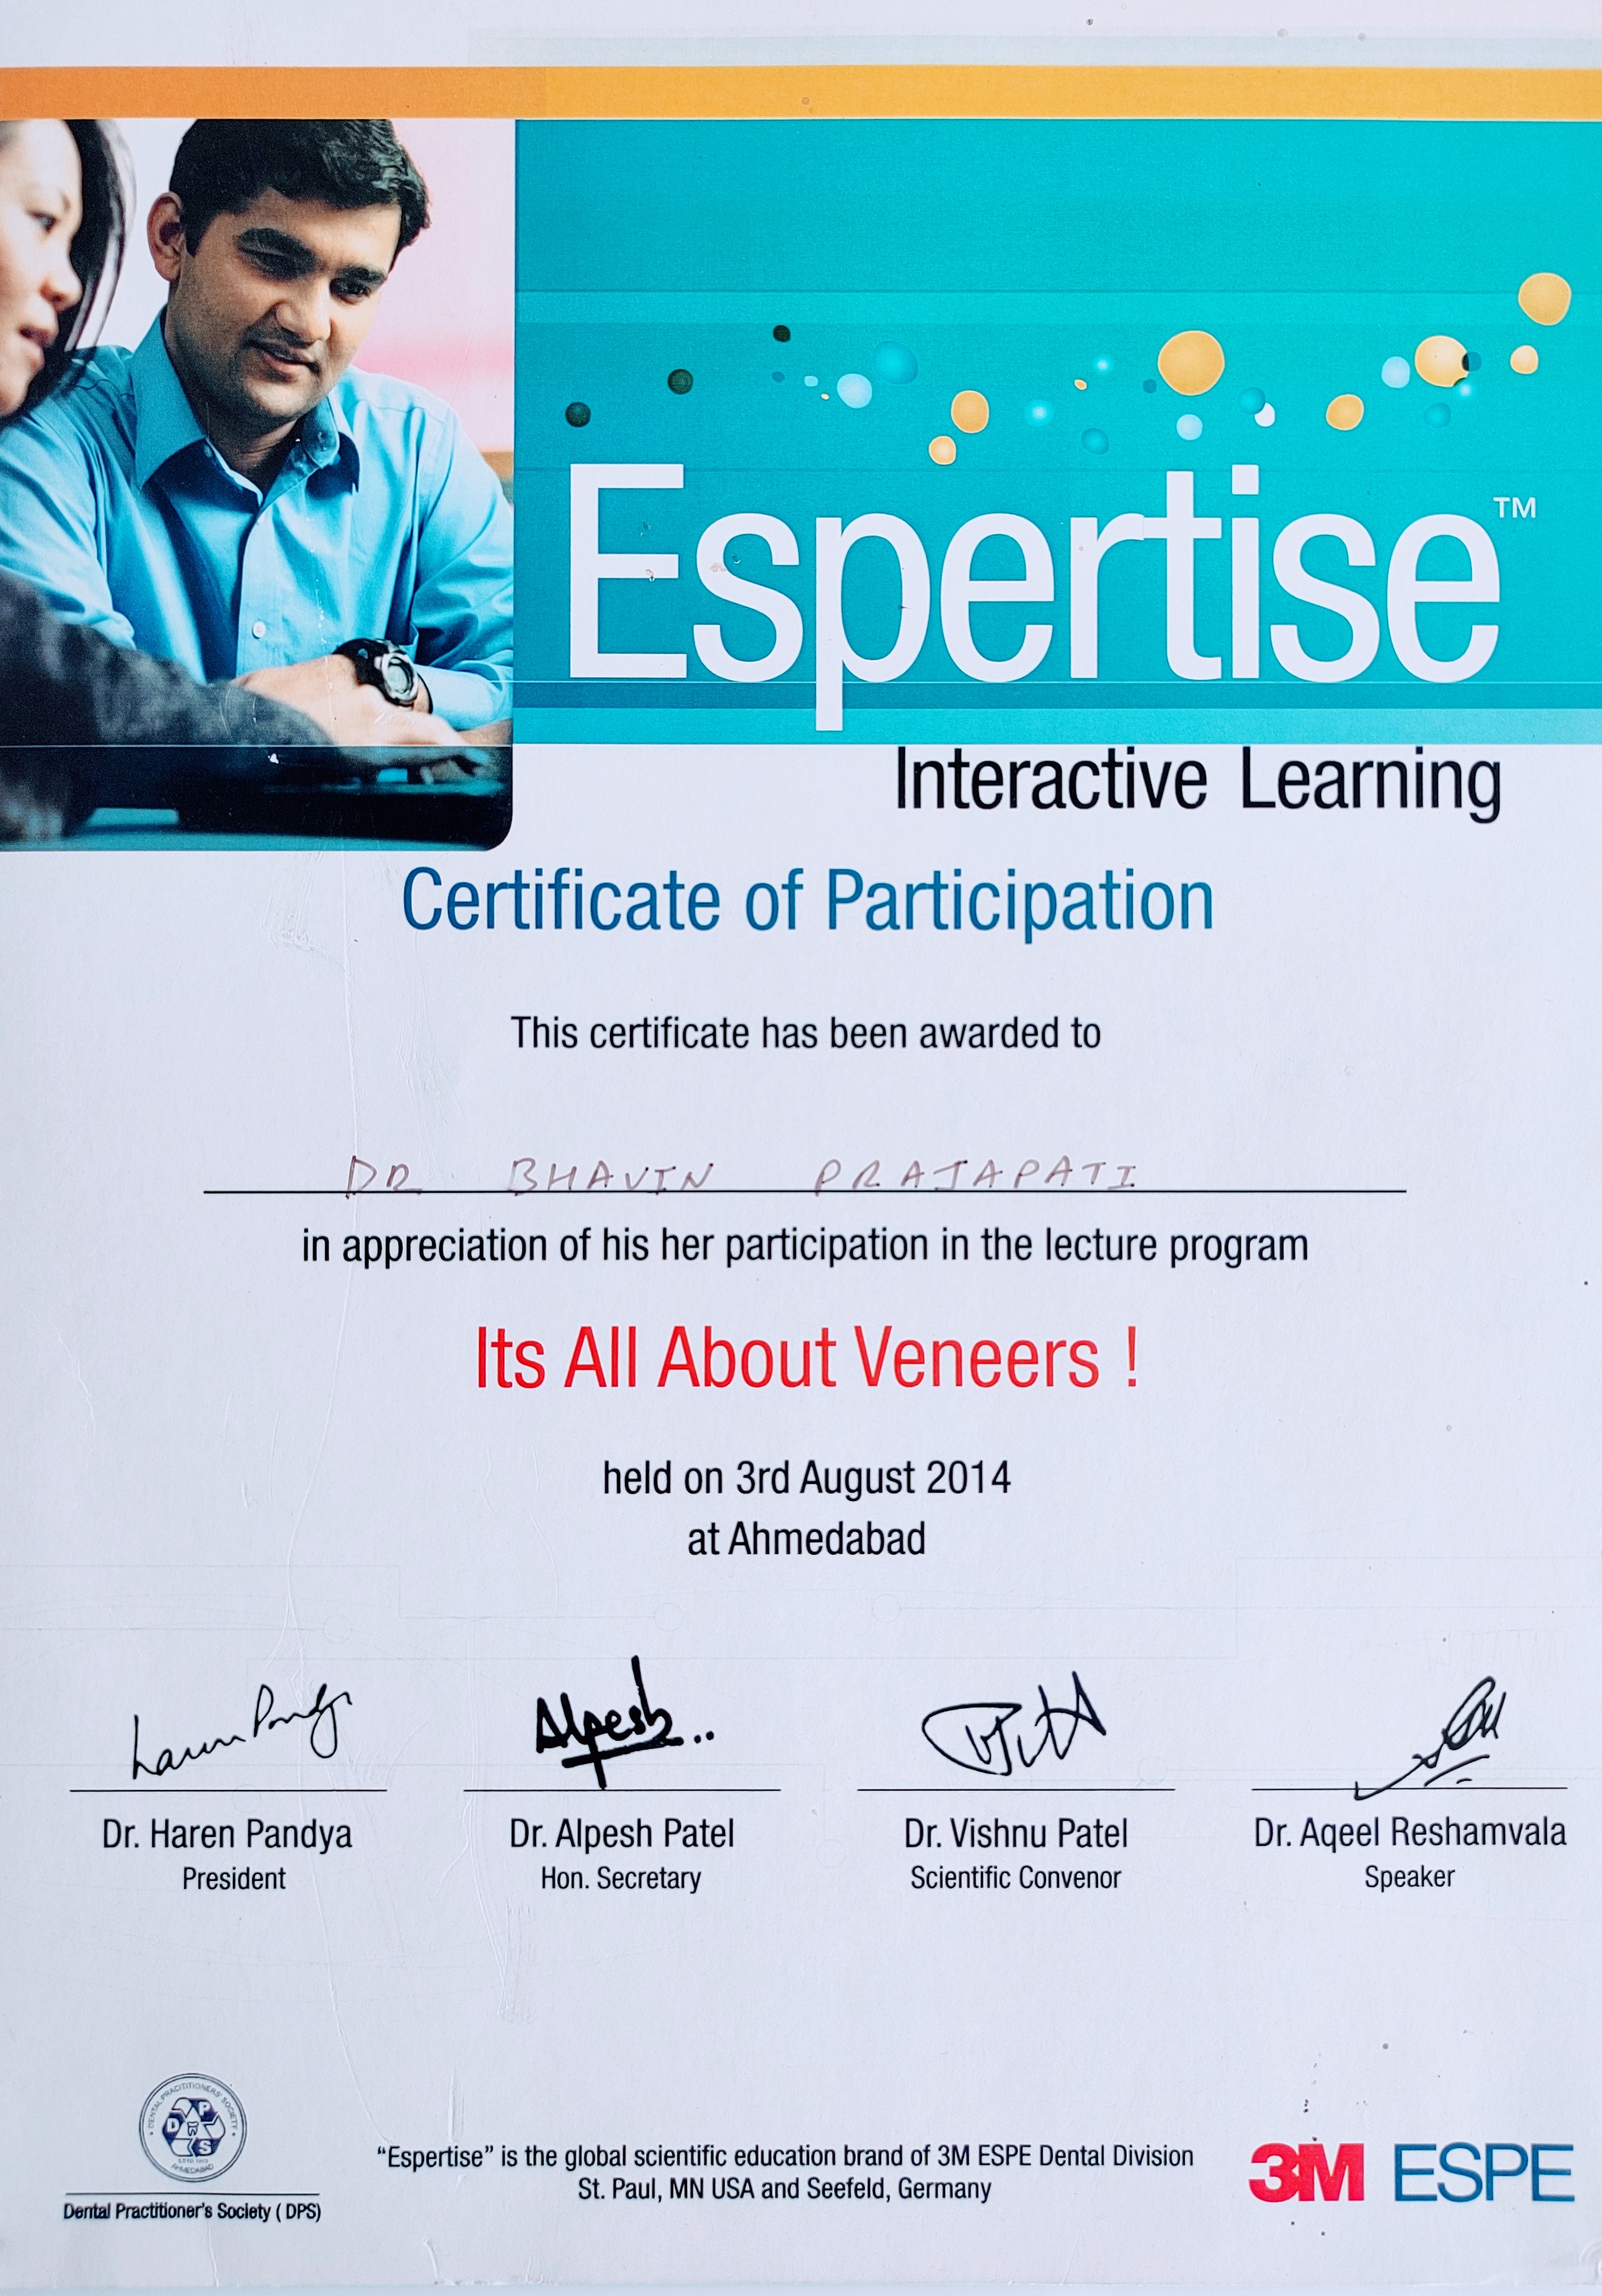 Espertise™
Interactive Learning
Certificate of Participation
This certificate has been awarded to
DR. BHAVIN PRAJAPATI
in appreciation of his her participation in the lecture program
Its All About Veneers !
held on 3rd August 2014
at Ahmedabad
Haren Pandya
Alpesh..
Dr. Haren Pandya
President
Dr. Alpesh Patel
Hon. Secretary
Dr. Vishnu Patel
Scientific Convenor
Dr. Aqeel Reshamvala
Speaker
DENTAL PRACTITIONERS' SOCIETY
DPS
AHMEDABAD
Dental Practitioner's Society ( DPS)
“Espertise” is the global scientific education brand of 3M ESPE Dental Division
St. Paul, MN USA and Seefeld, Germany
3M ESPE